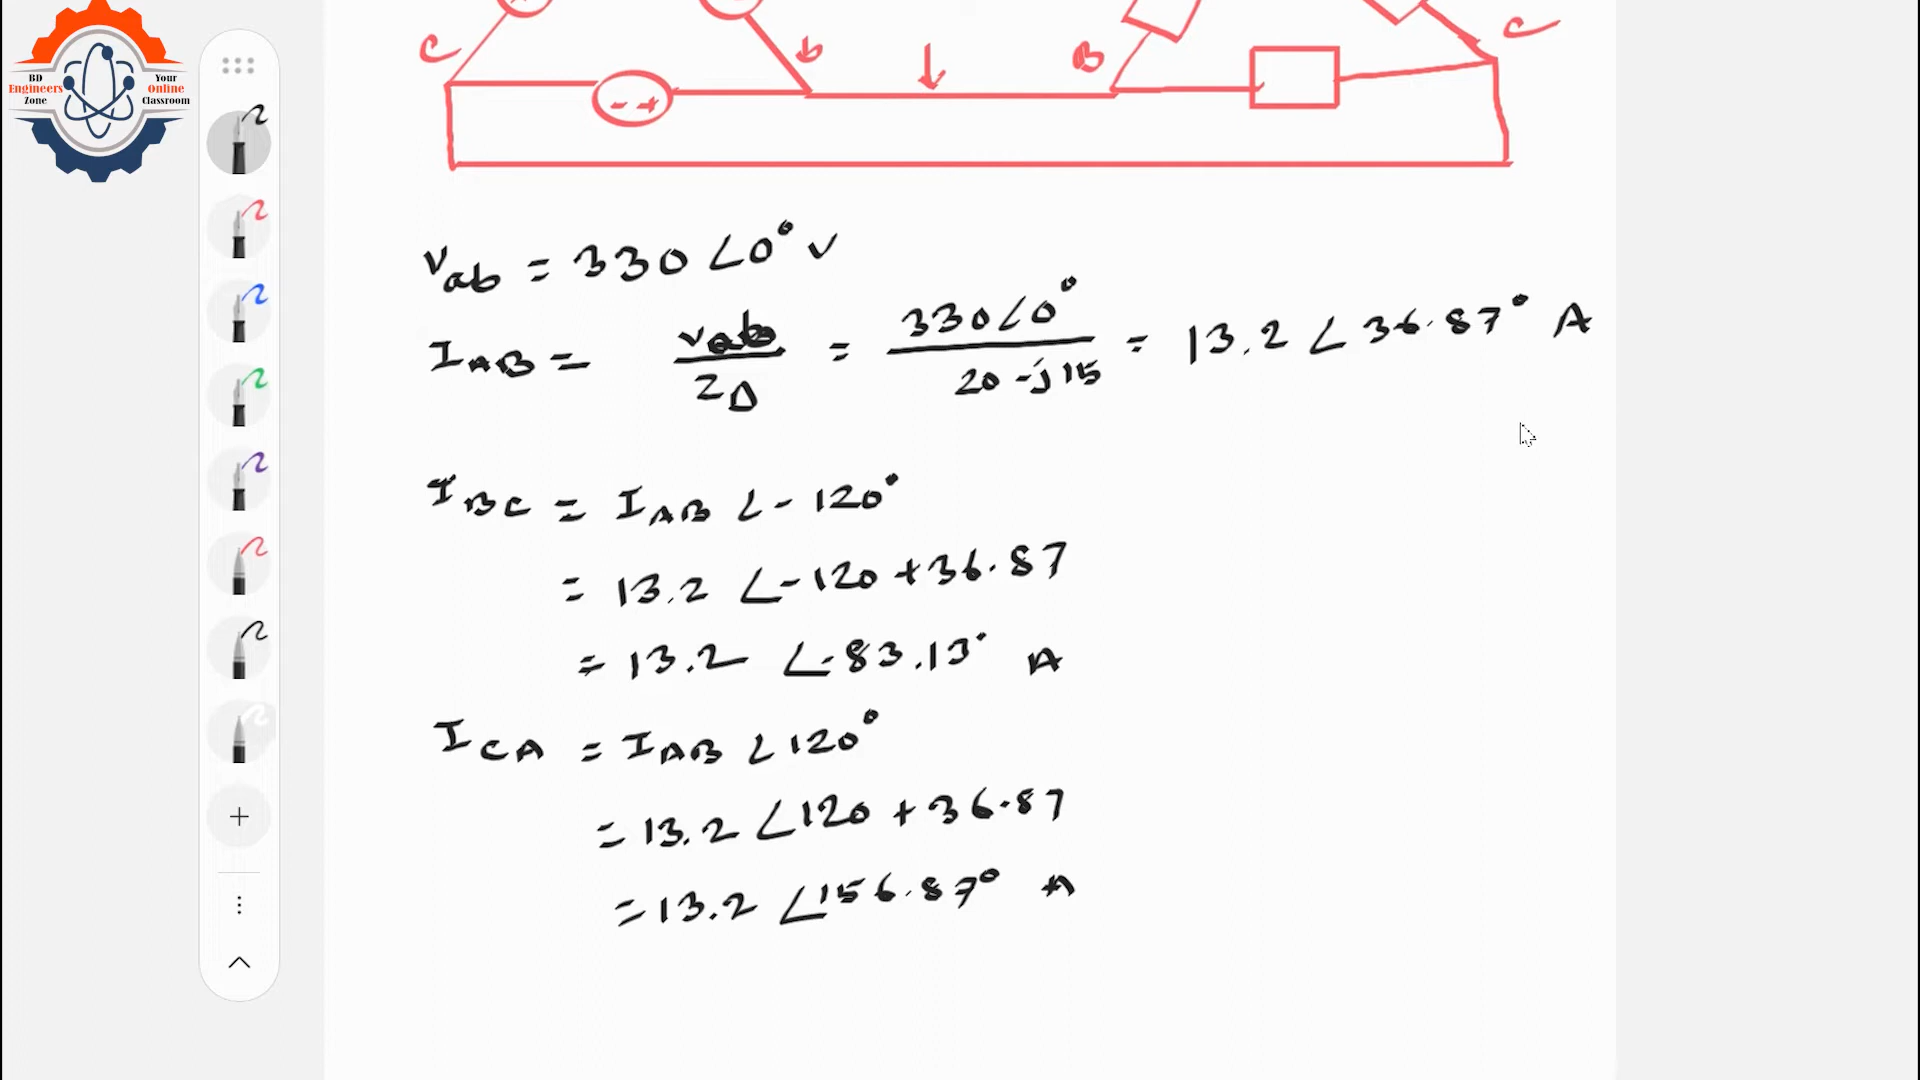 BD Your
Engineers Online
Zone Classroom
C
b
B
C
- +
Vab = 330 ∠0° V
IAB = Vab / ZΔ = 330∠0° / 20 - j15 = 13.2 ∠36.87° A
IBC = IAB ∠-120°
= 13.2 ∠-120 + 36.87
= 13.2 ∠-83.13° A
ICA = IAB ∠120°
= 13.2 ∠120 + 36.87
= 13.2 ∠156.87° A